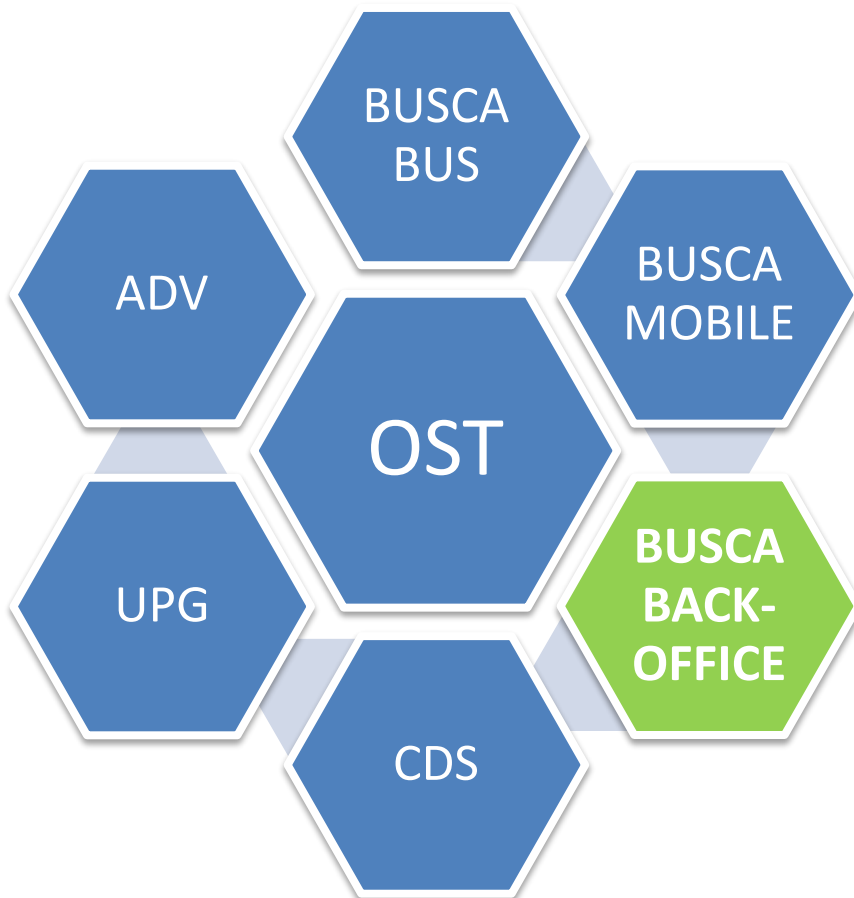 BUSCA
BUS
BUSCA
MOBILE
ADV
OST
BUSCA
BACK-
OFFICE
UPG
CDS